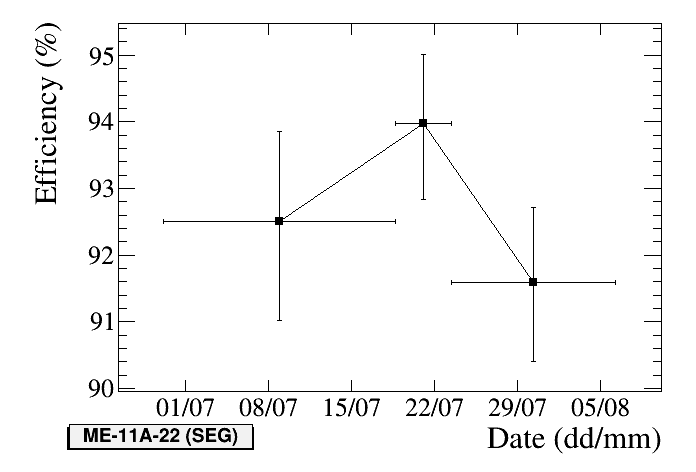 Efficiency (%)
95
94
93
92
91
90
01/07 08/07 15/07 22/07 29/07 05/08
ME-11A-22 (SEG)
Date (dd/mm)